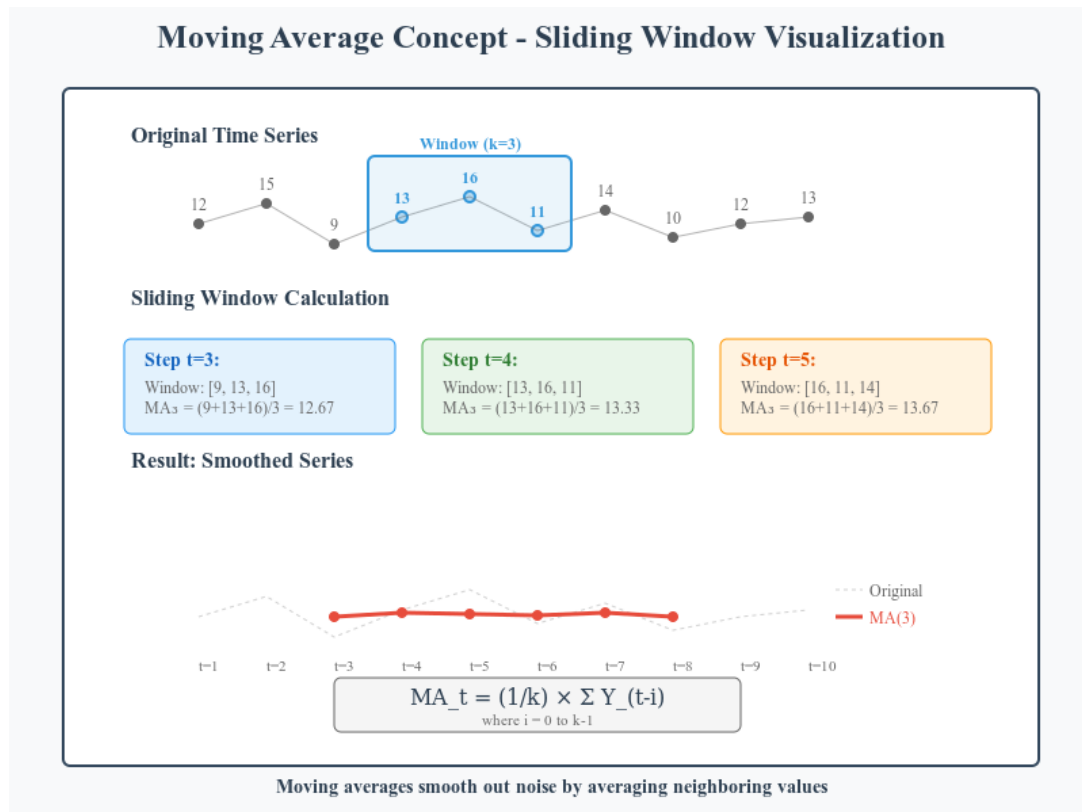 Moving Average Concept - Sliding Window Visualization
Original Time Series
Window (k=3)
12
15
9
13
16
11
14
10
12
13
Sliding Window Calculation
Step t=3:
Window: [9, 13, 16]
MA₃ = (9+13+16)/3 = 12.67
Step t=4:
Window: [13, 16, 11]
MA₃ = (13+16+11)/3 = 13.33
Step t=5:
Window: [16, 11, 14]
MA₃ = (16+11+14)/3 = 13.67
Result: Smoothed Series
Original
MA(3)
t=1
t=2
t=3
t=4
t=5
t=6
t=7
t=8
t=9
t=10
MA_t = (1/k) × Σ Y_(t-i)
where i = 0 to k-1
Moving averages smooth out noise by averaging neighboring values